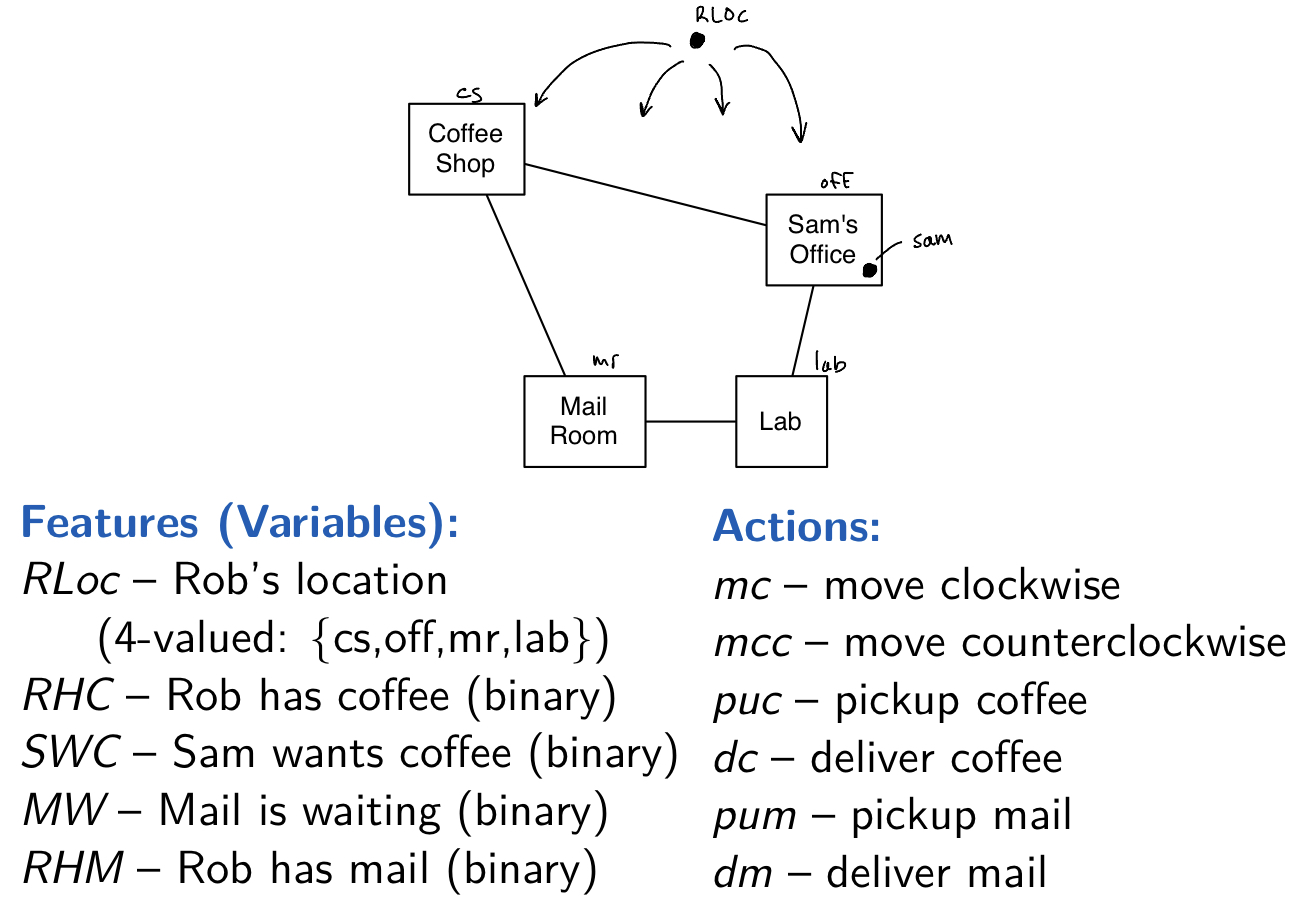 RLOC
cs
Coffee
Shop
off
Sam's
Office
sam
mr
lab
Mail
Room
Lab
Features (Variables):
RLoc – Rob's location
(4-valued: {cs,off,mr,lab})
RHC – Rob has coffee (binary)
SWC – Sam wants coffee (binary)
MW – Mail is waiting (binary)
RHM – Rob has mail (binary)
Actions:
mc – move clockwise
mcc – move counterclockwise
puc – pickup coffee
dc – deliver coffee
pum – pickup mail
dm – deliver mail